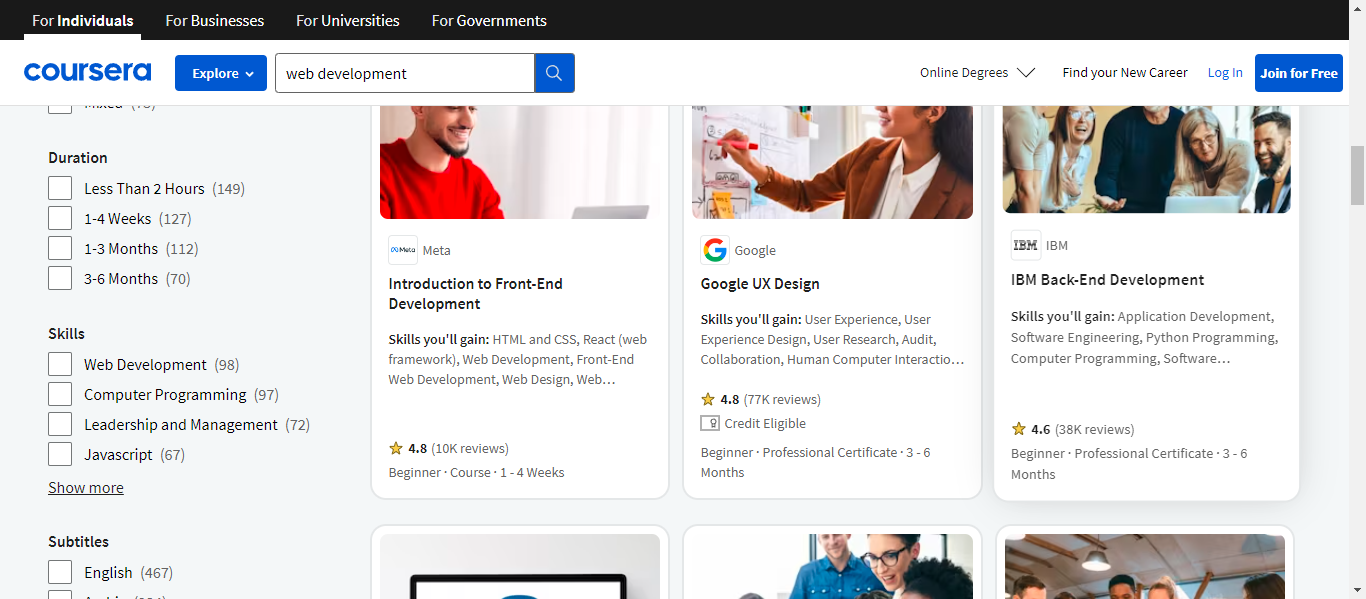 For Individuals
For Businesses
For Universities
For Governments
coursera
Explore
web development
Online Degrees
Find your New Career
Log In
Join for Free
Duration
Less Than 2 Hours (149)
1-4 Weeks (127)
1-3 Months (112)
3-6 Months (70)
Skills
Web Development (98)
Computer Programming (97)
Leadership and Management (72)
Javascript (67)
Show more
Subtitles
English (467)
Meta
Meta
Introduction to Front-End
Development
Skills you'll gain: HTML and CSS, React (web
framework), Web Development, Front-End
Web Development, Web Design, Web…
4.8 (10K reviews)
Beginner · Course · 1 - 4 Weeks
G
Google
Google UX Design
Skills you'll gain: User Experience, User
Experience Design, User Research, Audit,
Collaboration, Human Computer Interactio…
4.8 (77K reviews)
Credit Eligible
Beginner · Professional Certificate · 3 - 6
Months
IBM
IBM
IBM Back-End Development
Skills you'll gain: Application Development,
Software Engineering, Python Programming,
Computer Programming, Software…
4.6 (38K reviews)
Beginner · Professional Certificate · 3 - 6
Months